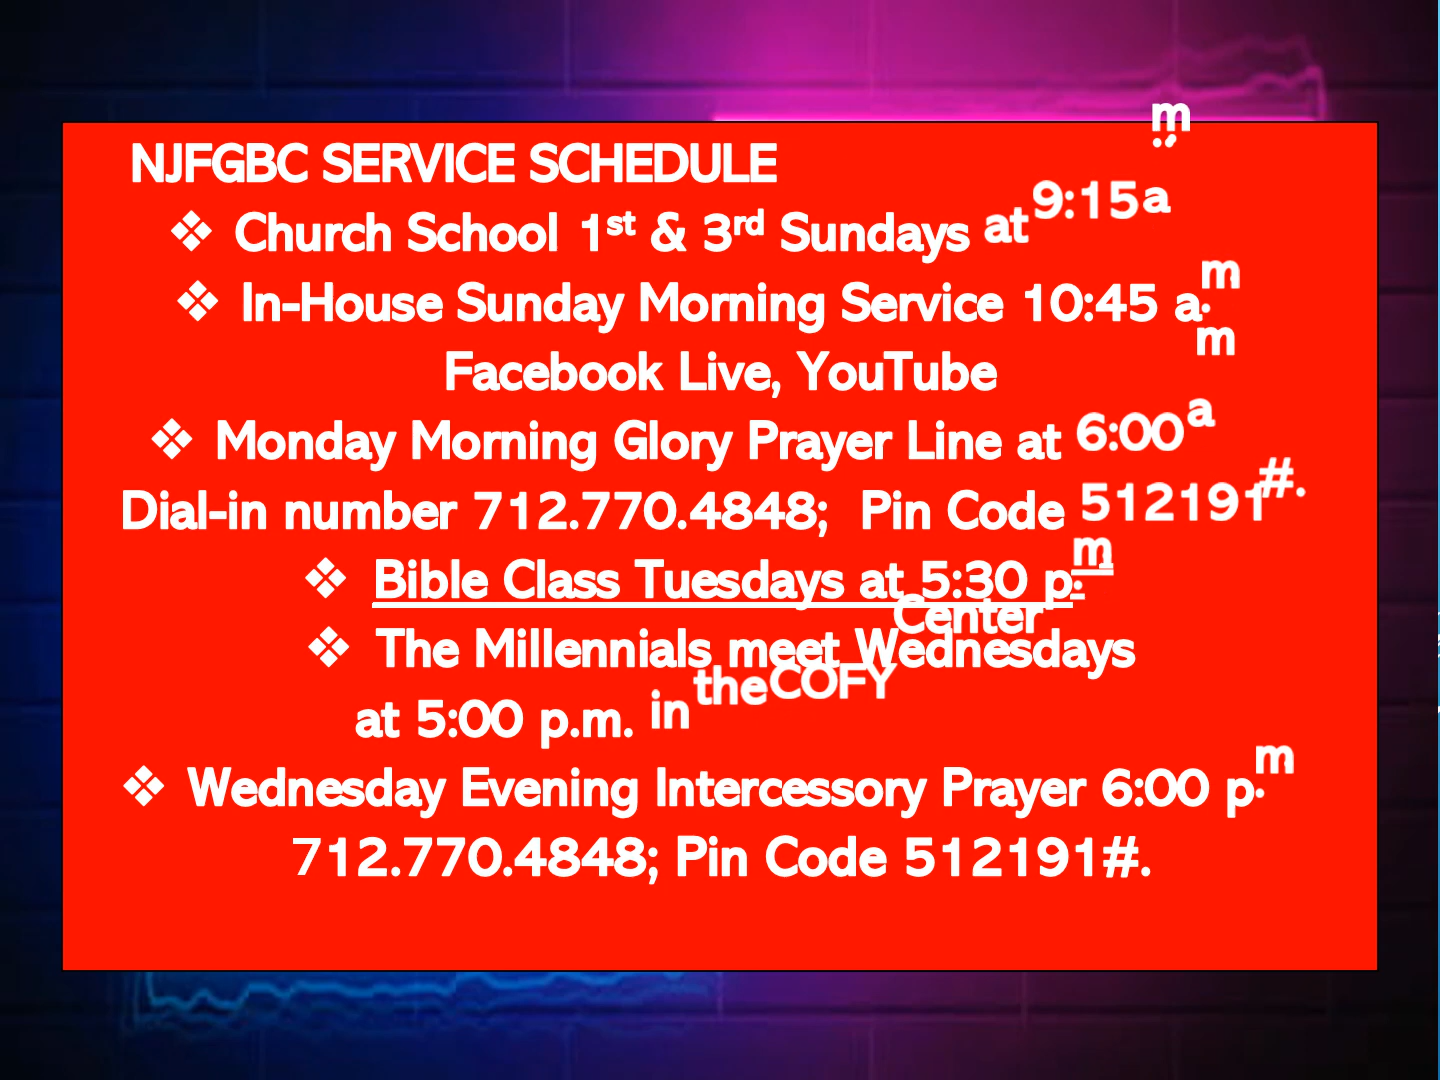 NJFGBC SERVICE SCHEDULE
❖ Church School 1st & 3rd Sundays at 9:15 a.m.
❖ In-House Sunday Morning Service 10:45 a.m
Facebook Live, YouTube
❖ Monday Morning Glory Prayer Line at 6:00 a m
Dial-in number 712.770.4848; Pin Code 512191#.
❖ Bible Class Tuesdays at 5:30 p.m.
❖ The Millennials meet Wednesdays
at 5:00 p.m. in the COFY Center
❖ Wednesday Evening Intercessory Prayer 6:00 p.m
712.770.4848; Pin Code 512191#.